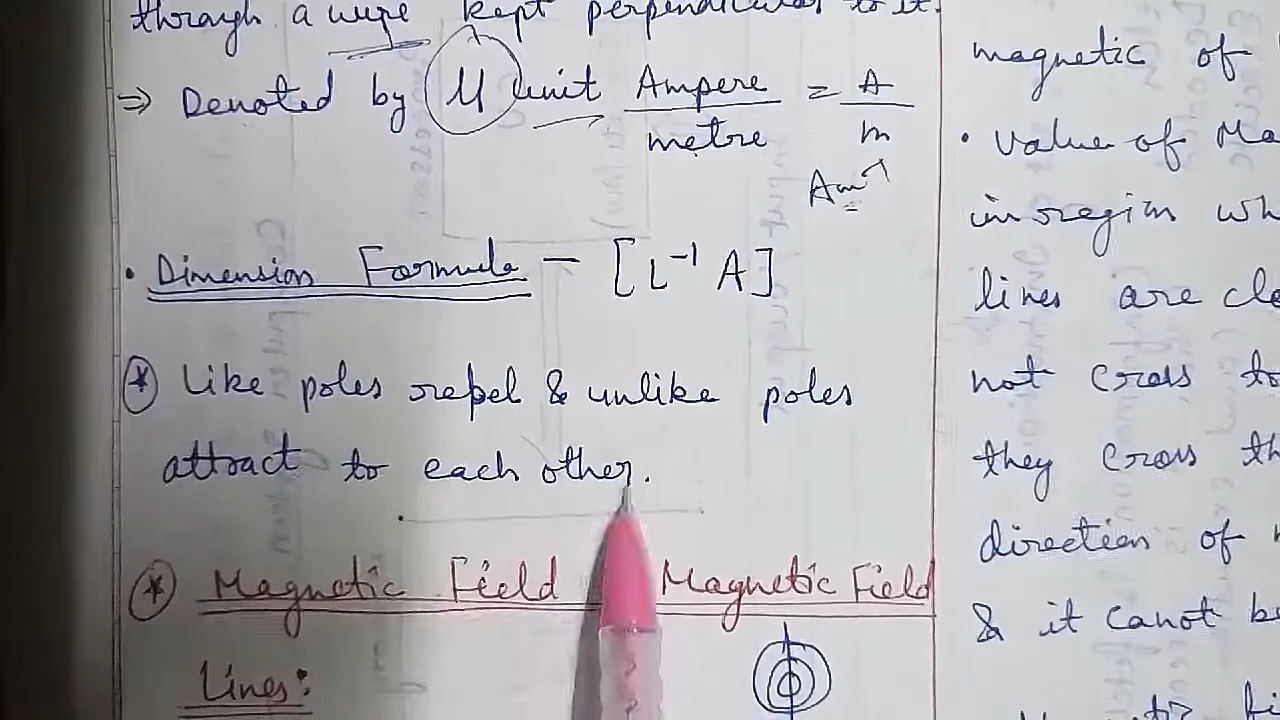 through a wire kept perpendicular to it.
⇒ Denoted by M unit Ampere/metre = A/m
Am⁻¹
• Dimension Formula - [L⁻¹ A]
* Like poles repel & unlike poles
attract to each other.
* Magnetic Field Magnetic Field
Lines:
magnetic of
• Value of Ma
in region wh
lines are clo
not cross, to
they cross th
direction of
& it canot be